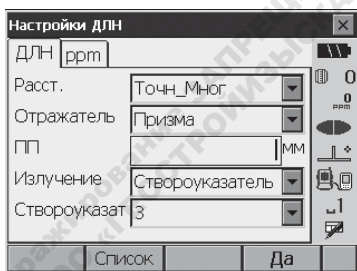 Настройки ДЛН
ДЛН ppm
Расст. Точн_Мног
0
0
PPM
Отражатель Призма
ПП мм
Излучение Створоуказатель
Створоуказат 3
1
Список Да